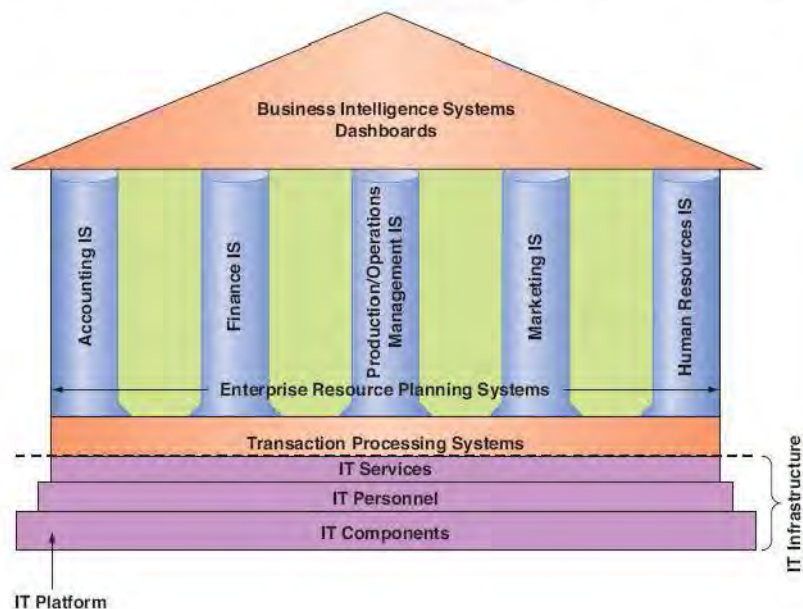 Business Intelligence Systems
Dashboards
Accounting IS
Finance IS
Production/Operations
Management IS
Marketing IS
Human Resources IS
Enterprise Resource Planning Systems
Transaction Processing Systems
IT Services
IT Personnel
IT Components
IT Infrastructure
IT Platform